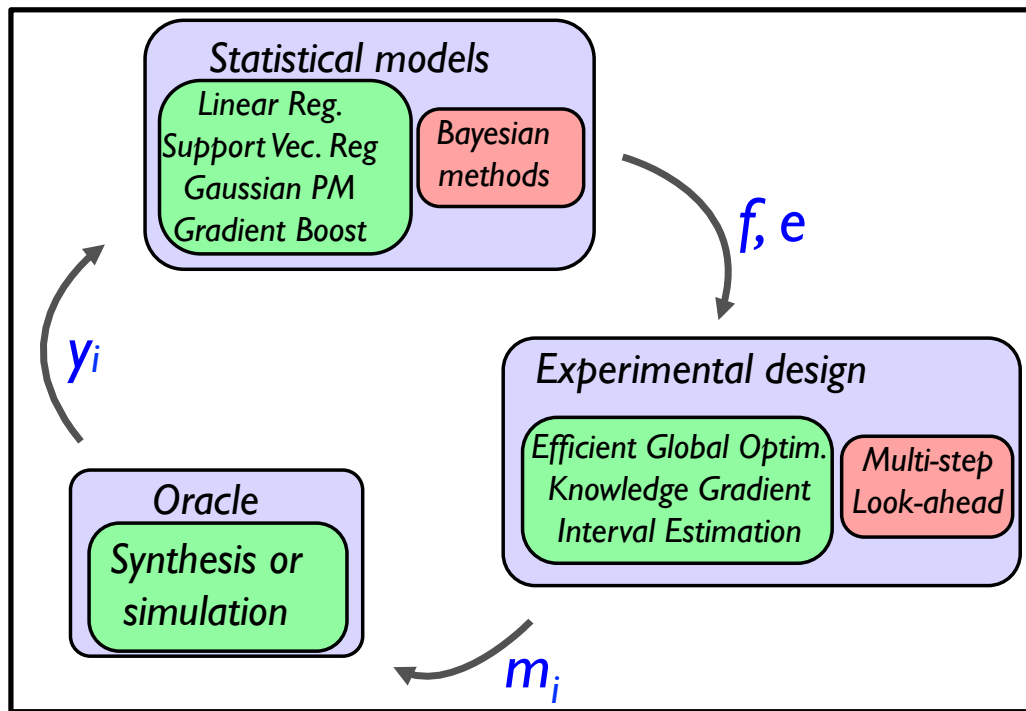 Statistical models
Linear Reg.
Support Vec. Reg
Gaussian PM
Gradient Boost
Bayesian
methods
f, e
Experimental design
Efficient Global Optim.
Knowledge Gradient
Interval Estimation
Multi-step
Look-ahead
mi
Oracle
Synthesis or
simulation
yi